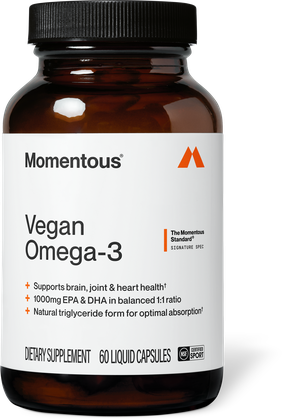 Momentous®
Vegan
Omega-3
The Momentous
Standard®
SIGNATURE SPEC
+ Supports brain, joint & heart health†
+ 1000mg EPA & DHA in balanced 1:1 ratio
+ Natural triglyceride form for optimal absorption†
DIETARY SUPPLEMENT 60 LIQUID CAPSULES
NSF CERTIFIED
SPORT